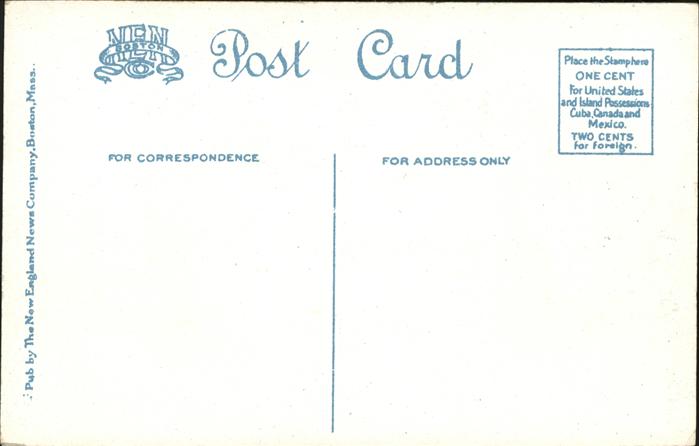 NEN
BOSTON
Co
Post Card
Place the Stamp here
ONE CENT
For United States
and Island Possessions
Cuba, Canada and
Mexico.
TWO CENTS
for foreign.
FOR CORRESPONDENCE
FOR ADDRESS ONLY
Pub by The New England News Company, Boston, Mass.